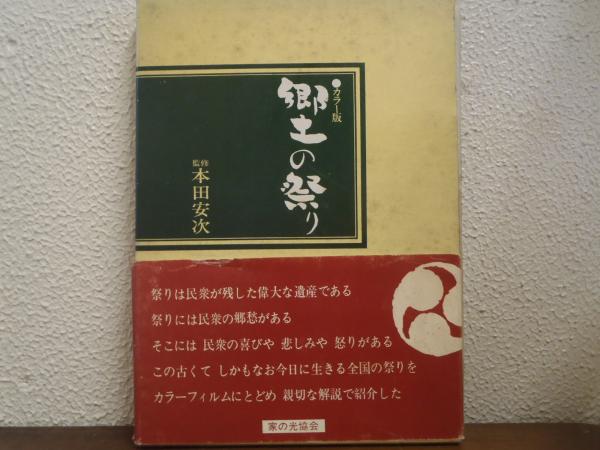 ●カラー版
郷土の祭り
監修 本田安次
祭りは民衆が残した偉大な遺産である
祭りには民衆の郷愁がある
そこには 民衆の喜びや 悲しみや 怒りがある
この古くて しかもなお今日に生きる全国の祭りを
カラーフィルムにとどめ 親切な解説で紹介した
家の光協会